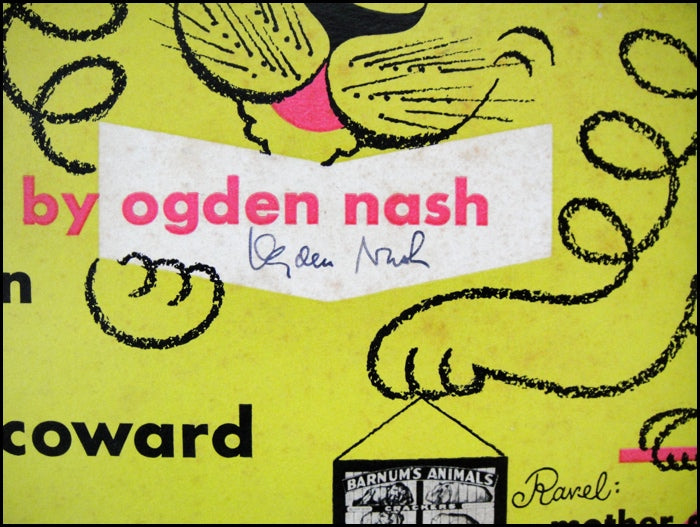 by ogden nash
Ogden Nash
n
coward
BARNUM'S ANIMALS
CRACKERS
Ravel:
mother